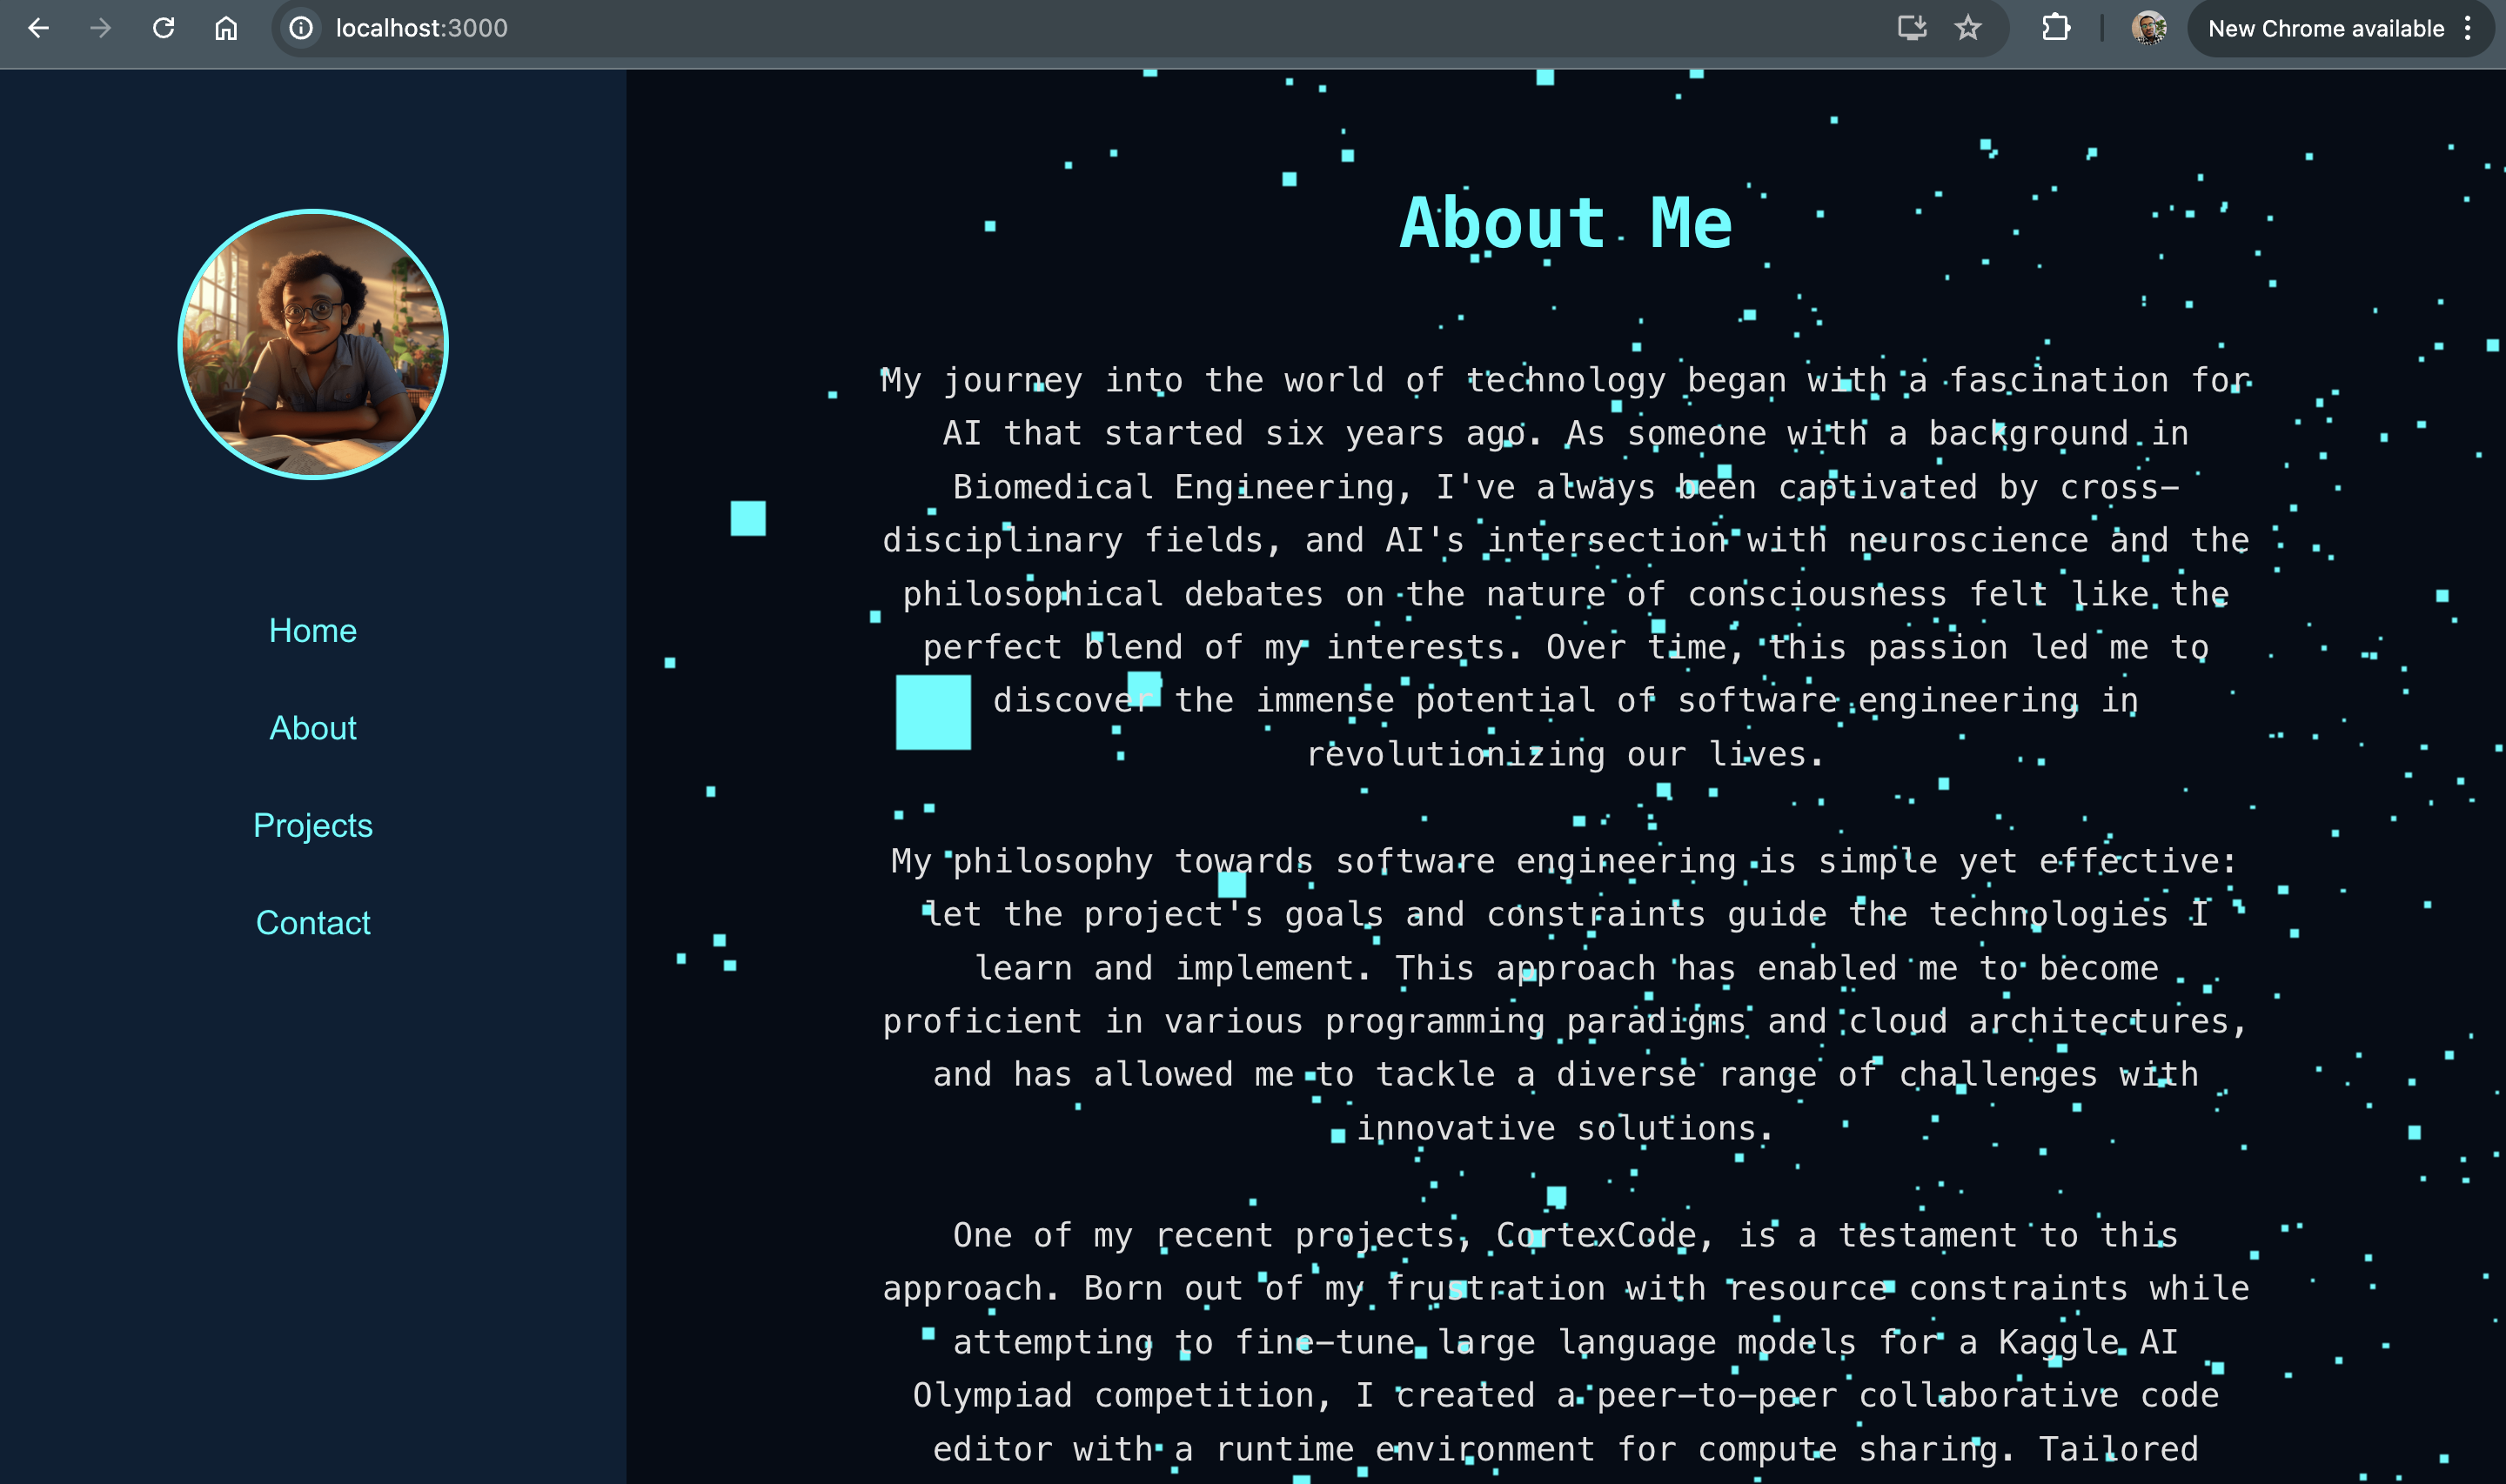 localhost:3000
New Chrome available
Home
About
Projects
Contact
About Me
My journey into the world of technology began with a fascination for
AI that started six years ago. As someone with a background in
Biomedical Engineering, I've always been captivated by cross-
disciplinary fields, and AI's intersection with neuroscience and the
philosophical debates on the nature of consciousness felt like the
perfect blend of my interests. Over time, this passion led me to
discover the immense potential of software engineering in
revolutionizing our lives.
My philosophy towards software engineering is simple yet effective:
let the project's goals and constraints guide the technologies I
learn and implement. This approach has enabled me to become
proficient in various programming paradigms and cloud architectures,
and has allowed me to tackle a diverse range of challenges with
innovative solutions.
One of my recent projects, CortexCode, is a testament to this
approach. Born out of my frustration with resource constraints while
attempting to fine-tune large language models for a Kaggle AI
Olympiad competition, I created a peer-to-peer collaborative code
editor with a runtime environment for compute sharing. Tailored